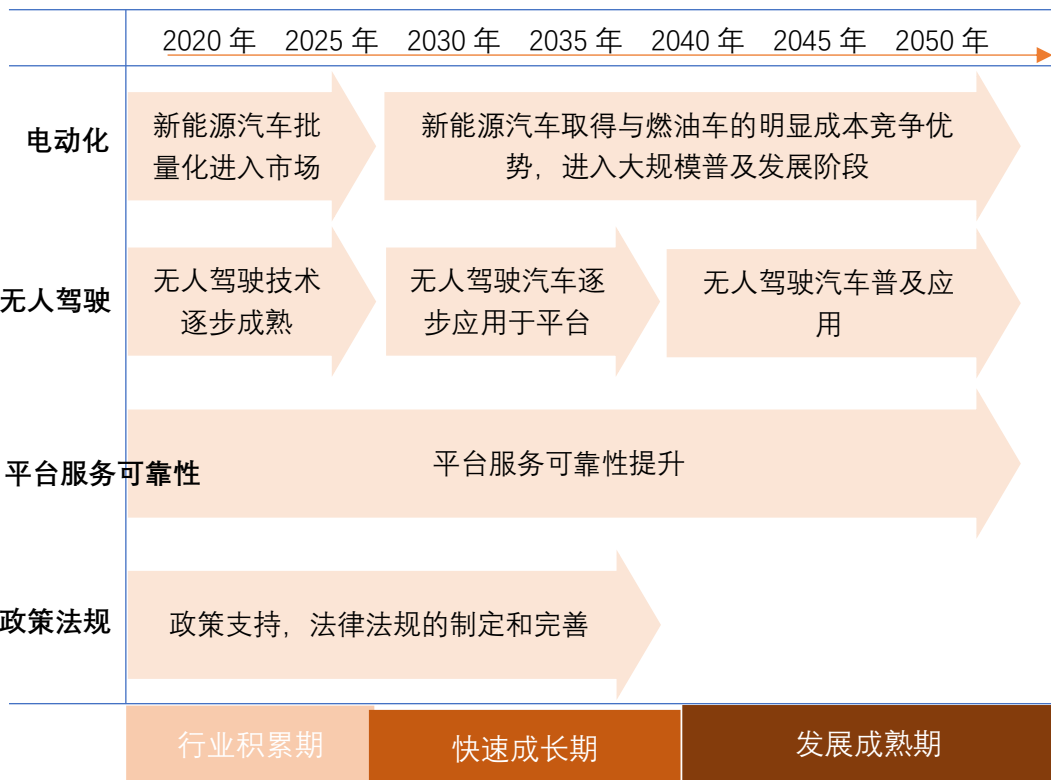 2020 年 2025 年 2030 年 2035 年 2040 年 2045 年 2050 年
电动化
新能源汽车批
量化进入市场
新能源汽车取得与燃油车的明显成本竞争优
势，进入大规模普及发展阶段
无人驾驶
无人驾驶技术
逐步成熟
无人驾驶汽车逐
步应用于平台
无人驾驶汽车普及应
用
平台服务可靠性
平台服务可靠性提升
政策法规
政策支持，法律法规的制定和完善
行业积累期
快速成长期
发展成熟期